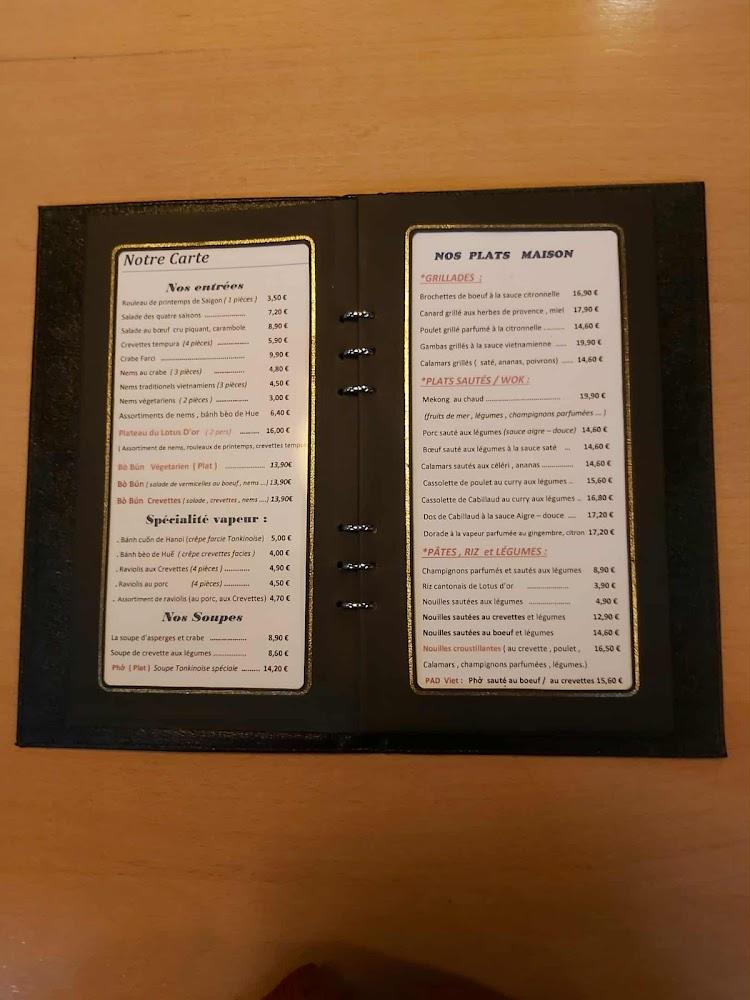 Notre Carte
Nos entrées
Rouleau de printemps de Saigon ( 1 pièces ) 3,50 €
Salade des quatre saisons ..................... 7,20 €
Salade au bœuf cru piquant, carambole 8,90 €
Crevettes tempura (4 pièces) ................ 5,90 €
Crabe Farci ............................................ 9,90 €
Nems au crabe ( 3 pièces) ................ 4,80 €
Nems traditionels vietnamiens (3 pièces) 4,50 €
Nems végétariens ( 2 pièces ) ................ 3,00 €
Assortiments de nems , bánh bèo de Hue 6,40 €
Plateau du Lotus D'or ( 2 pers) .......... 16,00 €
( Assortiment de nems, rouleaux de printemps, crevettes tempu
Bò Bún Végetarien ( Plat ) ..................... 13,90€
Bò Bún ( salade de vermicelles au boeuf , nems ...) 13,90€
Bò Bún Crevettes ( salade , crevettes , nems ....) 13,90€
Spécialité vapeur :
. Bánh cuốn de Hanoi (crêpe farcie Tonkinoise) 5,00 €
. Bánh bèo de Huê ( crêpe crevettes facies ) 4,00 €
. Raviolis aux Crevettes (4 pièces ) ............ 4,90 €
. Raviolis au porc (4 pièces) ............ 4,50 €
. Assortiment de raviolis (au porc, aux Crevettes) 4,70 €
Nos Soupes
La soupe d'asperges et crabe ................. 8,90 €
Soupe de crevette aux légumes ............... 8,60 €
Phở ( Plat ) Soupe Tonkinoise spéciale ......... 14,20 €
NOS PLATS MAISON
*GRILLADES :
Brochettes de boeuf à la sauce citronnelle 16,90 €
Canard grillé aux herbes de provence , miel 17,90 €
Poulet grillé parfumé à la citronnelle .......... 14,60 €
Gambas grillés à la sauce vietnamienne ..... 19,90 €
Calamars grillés ( saté, ananas, poivrons) ...... 14,60 €
*PLATS SAUTÉS / WOK :
Mekong au chaud ...................................... 19,90 €
(fruits de mer , légumes , champignons parfumées ... )
Porc sauté aux légumes (sauce aigre – douce) 14,60 €
Bœuf sauté aux légumes à la sauce saté ... 14,60 €
Calamars sautés aux céléri , ananas ................ 14,60 €
Cassolette de poulet au curry aux légumes .. 15,60 €
Cassolette de Cabillaud au curry aux légumes .. 16,80 €
Dos de Cabillaud à la sauce Aigre – douce .... 17,20 €
Dorade à la vapeur parfumée au gingembre, citron 17,20 €
*PÂTES , RIZ et LÉGUMES :
Champignons parfumés et sautés aux légumes 8,90 €
Riz cantonais de Lotus d'or ..................... 3,90 €
Nouilles sautées aux légumes ..................... 4,90 €
Nouilles sautées au crevettes et légumes 12,90 €
Nouilles sautées au boeuf et légumes 14,60 €
Nouilles croustillantes ( au crevette , poulet , 16,50 €
Calamars , champignons parfumées , légumes.)
PAD Viet : Phở sauté au boeuf / au crevettes 15,60 €